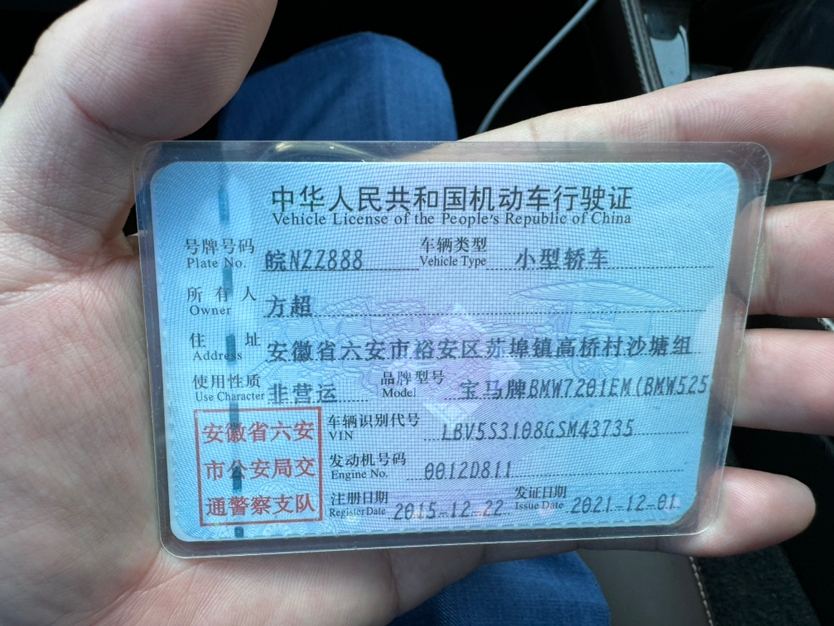 中华人民共和国机动车行驶证
Vehicle License of the People's Republic of China
号牌号码 皖NZZ888 车辆类型 小型轿车
Plate No. Vehicle Type
所有人 方超
Owner
住址 安徽省六安市裕安区苏埠镇高桥村沙塘组
Address
使用性质 非营运 品牌型号 宝马牌BMW7201EM(BMW525
Use Character Model
安徽省六安
市公安局交
通警察支队
车辆识别代号 LBV5S3108GSM43735
VIN
发动机号码 0012D811
Engine No.
注册日期 2015-12-22 发证日期 2021-12-01
Register Date Issue Date